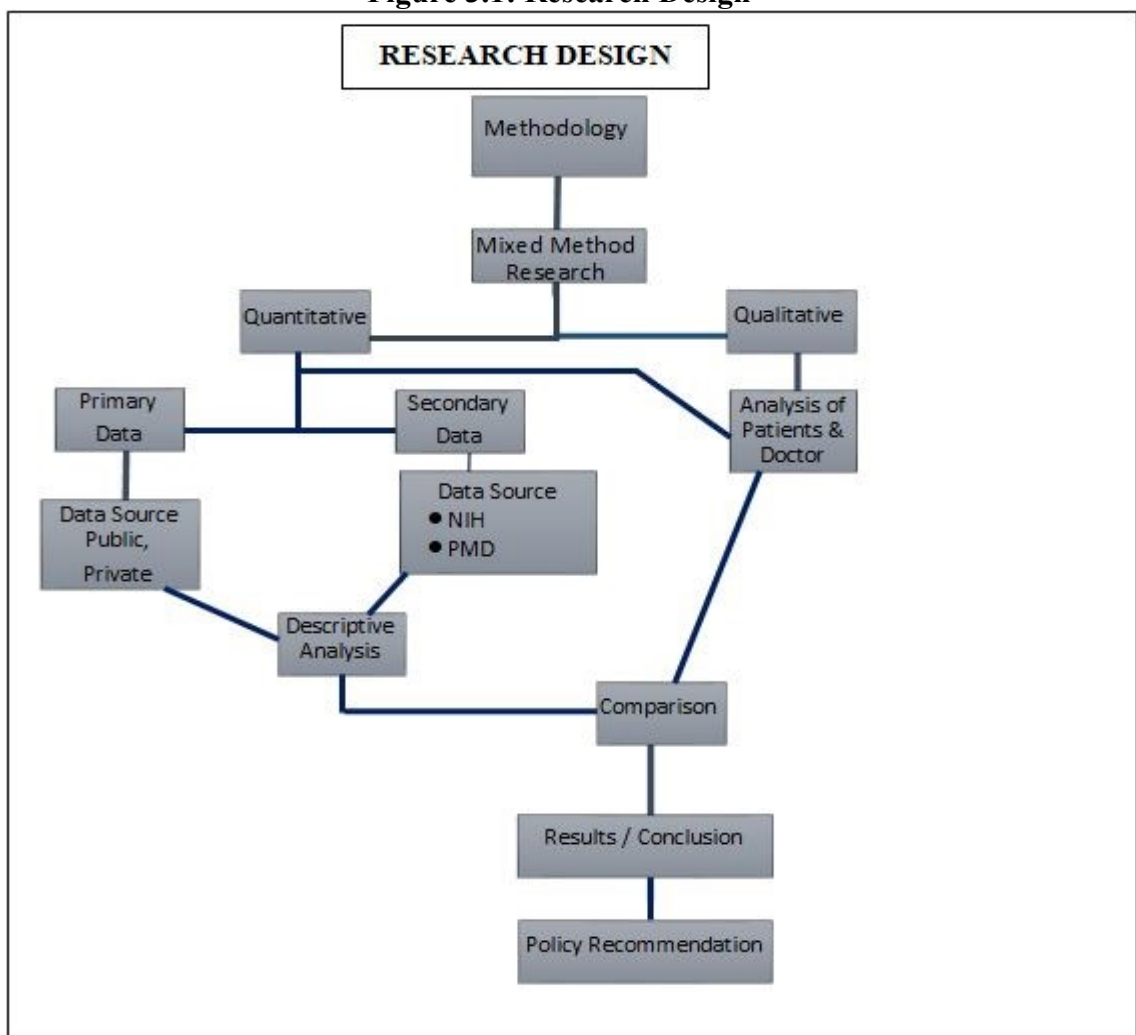 Figure 3.1: Research Design
RESEARCH DESIGN
Methodology
Mixed Method
Research
Quantitative
Qualitative
Primary
Data
Secondary
Data
Analysis of
Patients &
Doctor
Data Source
Public,
Private
Data Source
● NIH
● PMD
Descriptive
Analysis
Comparison
Results / Conclusion
Policy Recommendation